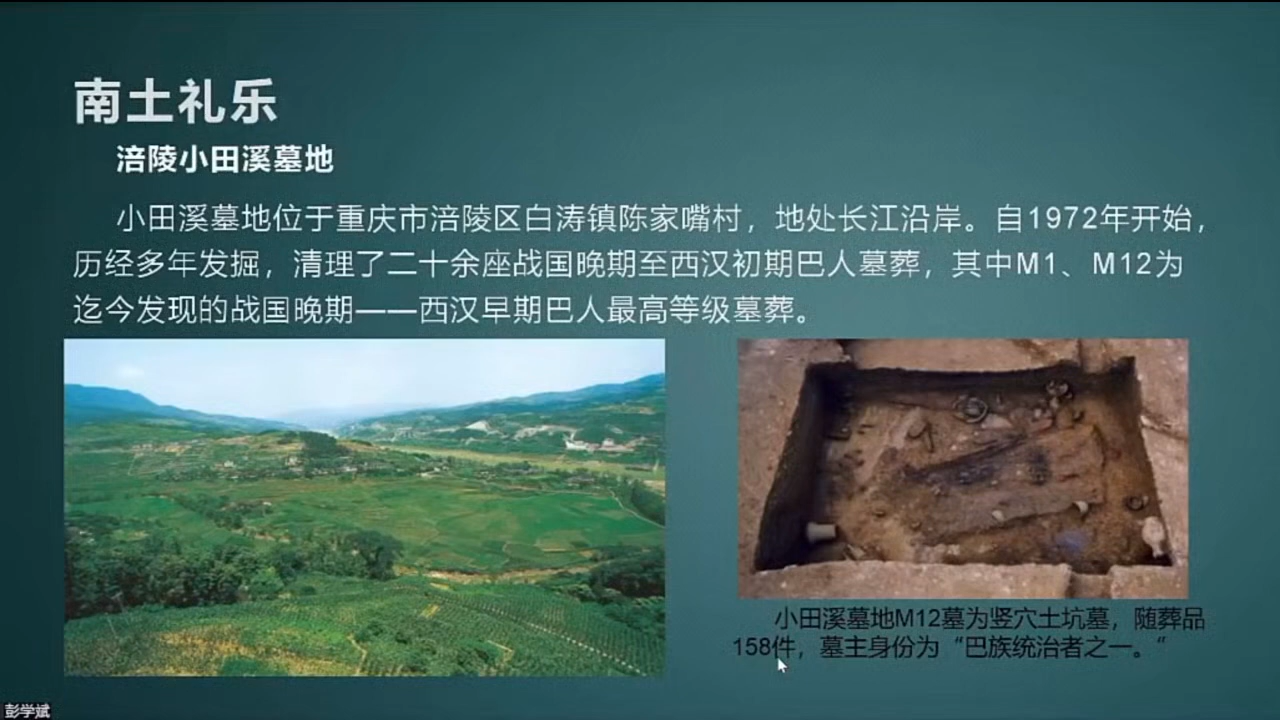 南土礼乐
涪陵小田溪墓地
小田溪墓地位于重庆市涪陵区白涛镇陈家嘴村，地处长江沿岸。自1972年开始，
历经多年发掘，清理了二十余座战国晚期至西汉初期巴人墓葬，其中M1、M12为
迄今发现的战国晚期——西汉早期巴人最高等级墓葬。
小田溪墓地M12墓为竖穴土坑墓，随葬品
158件，墓主身份为“巴族统治者之一。“
彭学斌